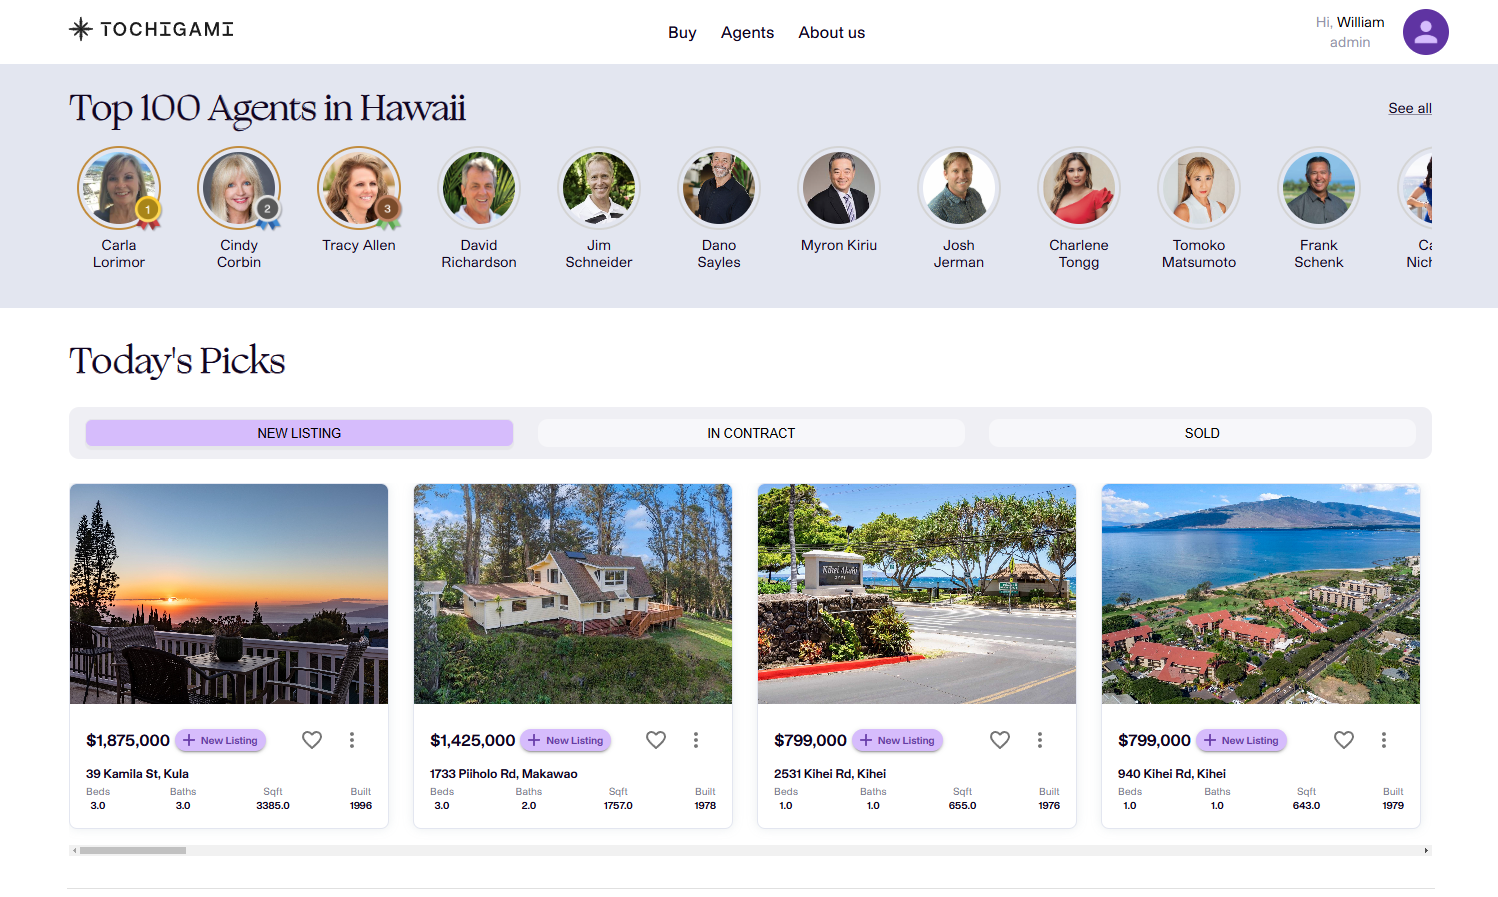 TOCHIGAMI
Buy
Agents
About us
Hi, William
admin
Top 100 Agents in Hawaii
See all
1
2
3
Carla
Lorimor
Cindy
Corbin
Tracy Allen
David
Richardson
Jim
Schneider
Dano
Sayles
Myron Kiriu
Josh
Jerman
Charlene
Tongg
Tomoko
Matsumoto
Frank
Schenk
Today's Picks
NEW LISTING
IN CONTRACT
SOLD
Kihei Akahi
$1,875,000
New Listing
39 Kamila St, Kula
Beds Baths Sqft Built
3.0 3.0 3385.0 1996
$1,425,000
New Listing
1733 Piiholo Rd, Makawao
Beds Baths Sqft Built
3.0 2.0 1757.0 1978
$799,000
New Listing
2531 Kihei Rd, Kihei
Beds Baths Sqft Built
1.0 1.0 655.0 1976
$799,000
New Listing
940 Kihei Rd, Kihei
Beds Baths Sqft Built
1.0 1.0 643.0 1979